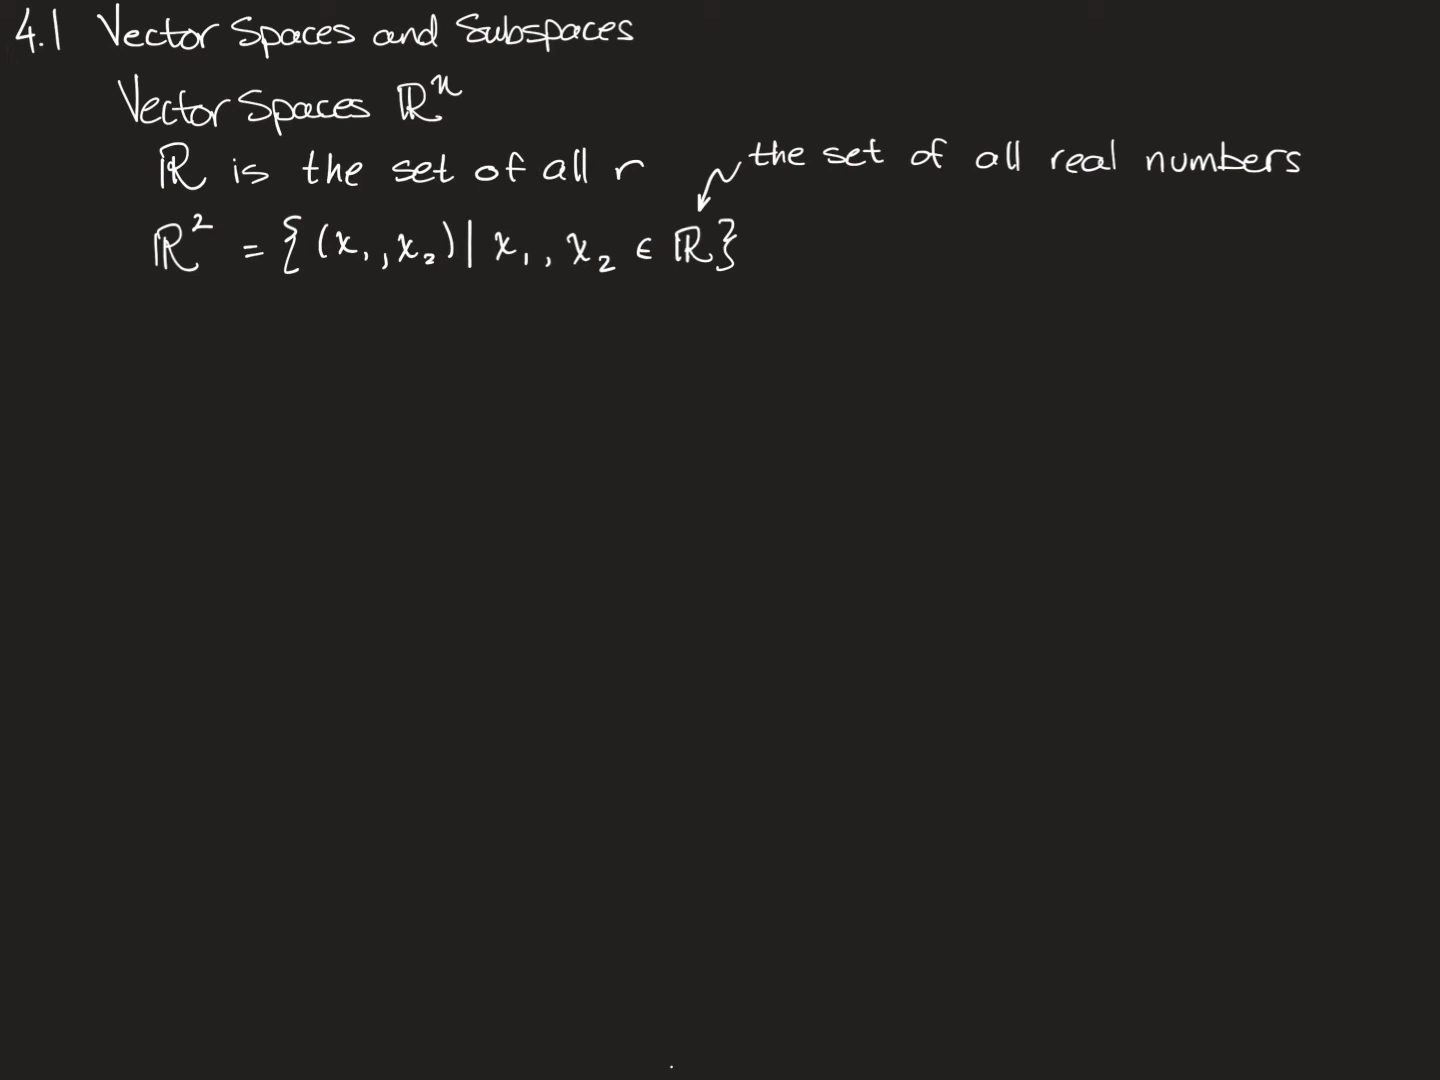 4.1 Vector Spaces and Subspaces
Vector Spaces ℝⁿ
ℝ is the set of all r
the set of all real numbers
ℝ² = {(x₁,x₂)| x₁, x₂ ∈ ℝ}